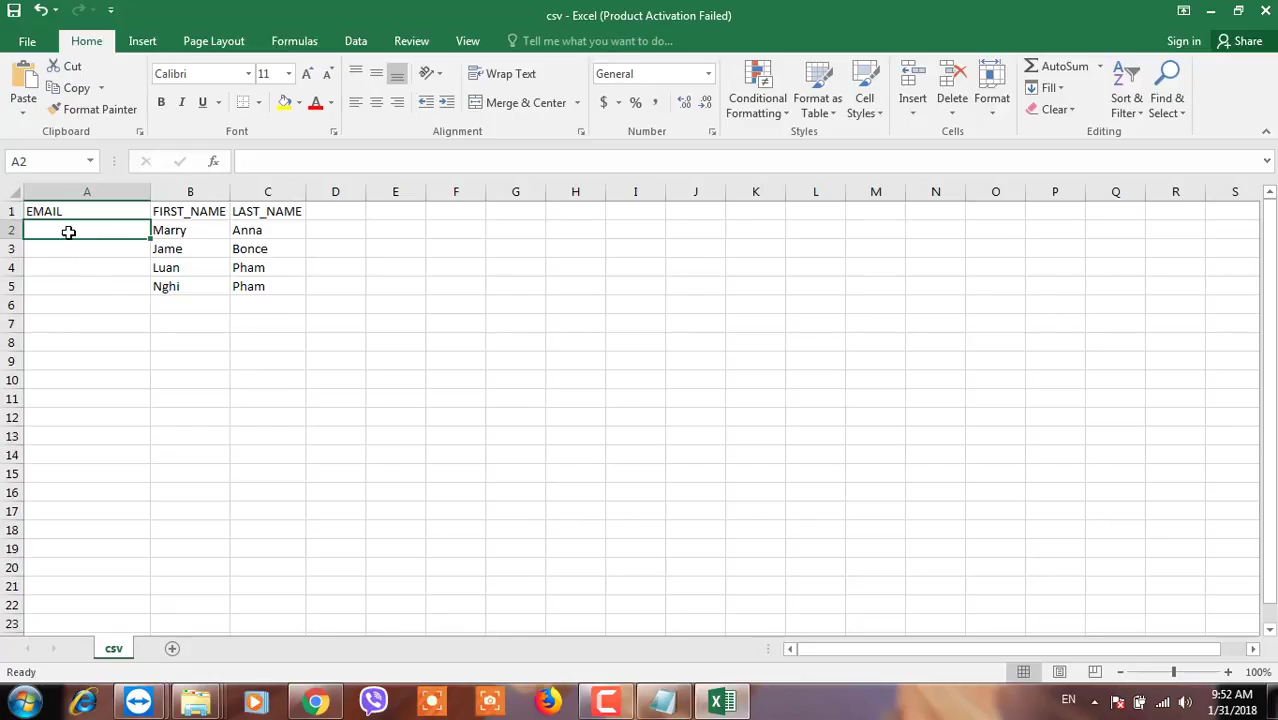 csv - Excel (Product Activation Failed)
File Home Insert Page Layout Formulas Data Review View Tell me what you want to do... Sign in Share
Paste
Cut
Copy
Format Painter
Clipboard
Calibri 11
B I U
Font
Wrap Text
Merge & Center
Alignment
General
$ % ,
Number
Conditional Formatting
Format as Table
Cell Styles
Styles
Insert Delete Format
Cells
AutoSum
Fill
Clear
Sort & Filter
Find & Select
Editing
A2 fx
A B C D E F G H I J K L M N O P Q R S
1 EMAIL FIRST_NAME LAST_NAME
2 Marry Anna
3 Jame Bonce
4 Luan Pham
5 Nghi Pham
6
7
8
9
10
11
12
13
14
15
16
17
18
19
20
21
22
23
csv
Ready 100%
EN 9:52 AM
1/31/2018